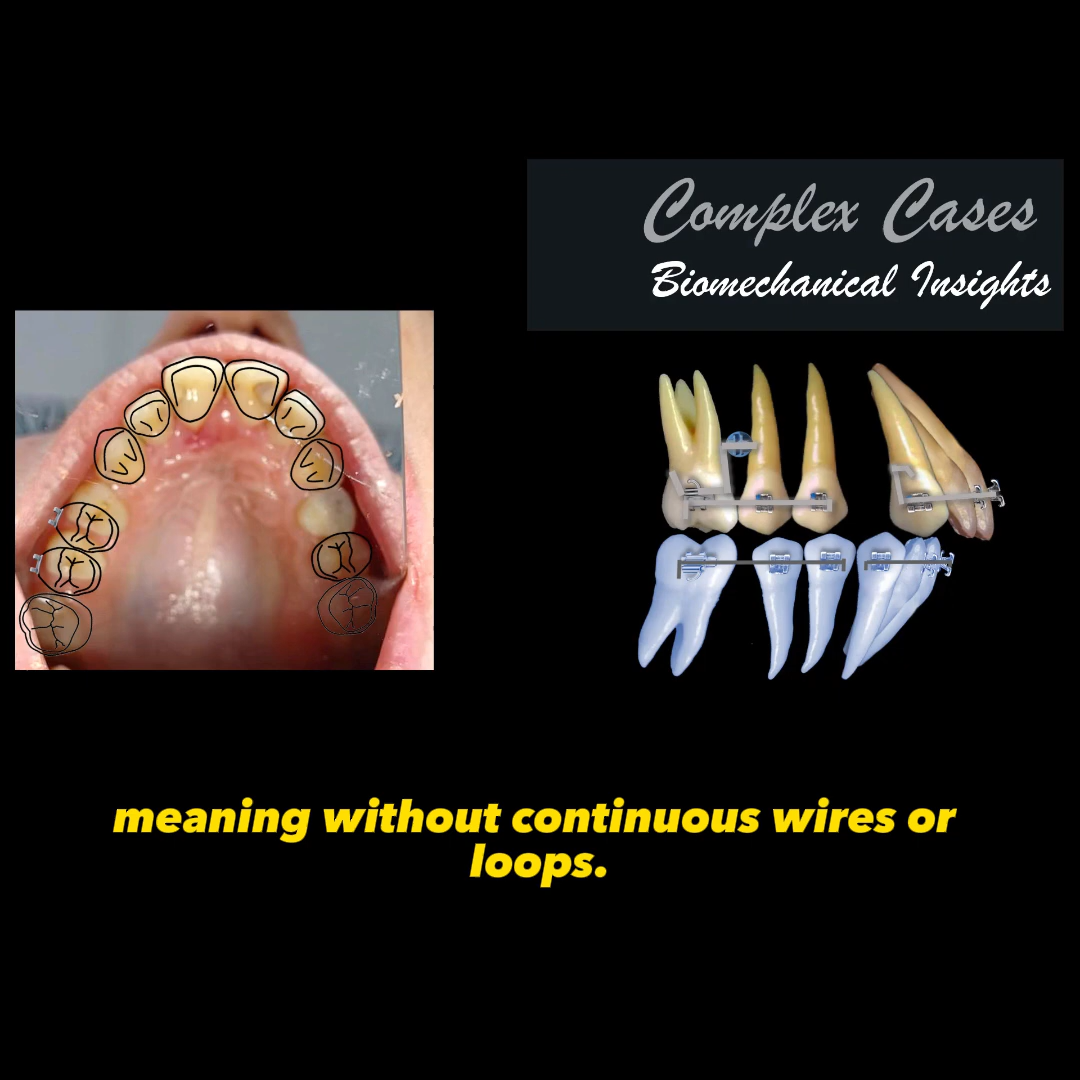 Complex Cases
Biomechanical Insights
meaning without continuous wires or
loops.